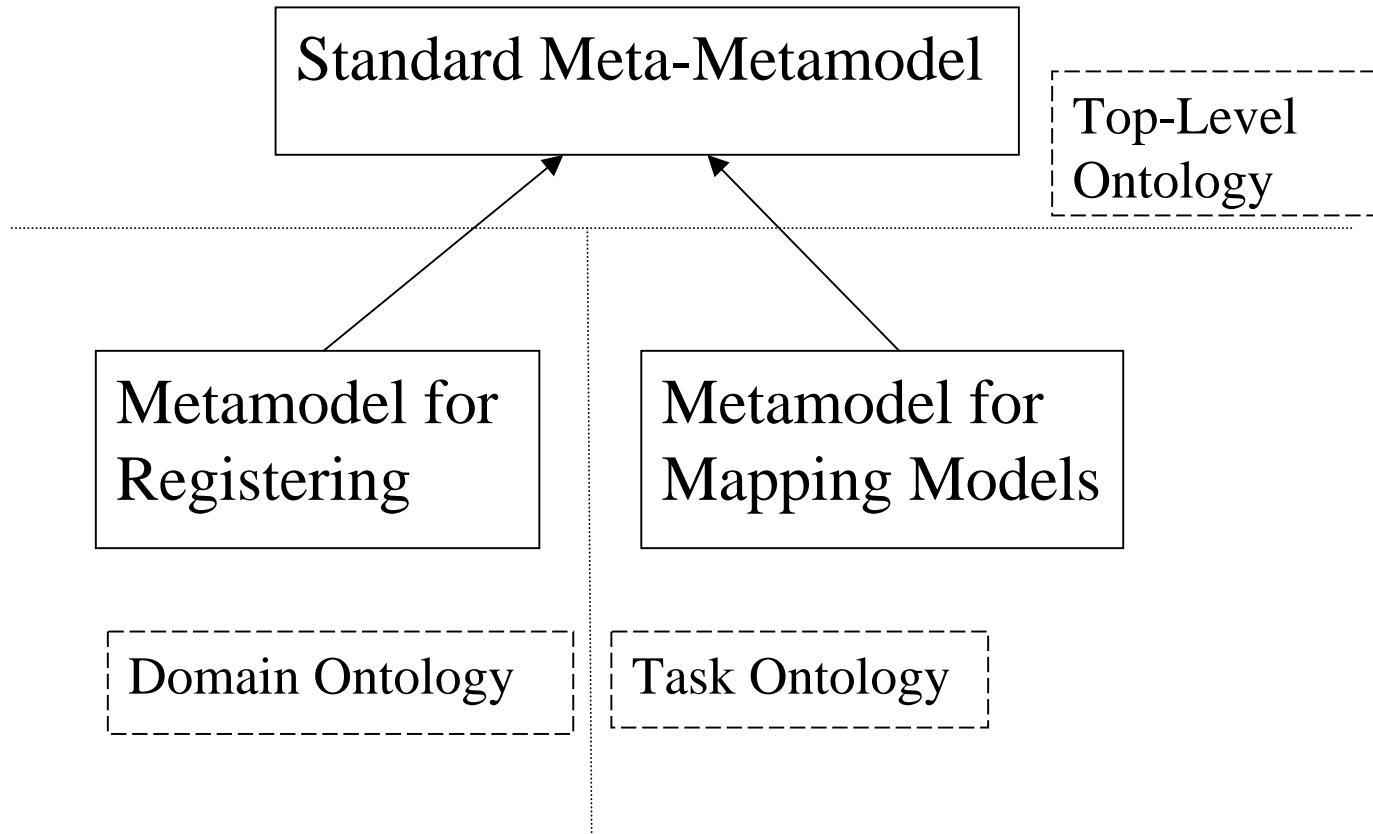 Standard Meta-Metamodel
Top-Level
Ontology
Metamodel for
Registering
Metamodel for
Mapping Models
Domain Ontology
Task Ontology